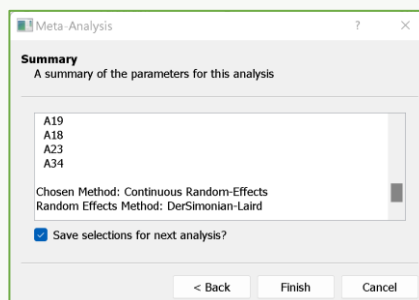 Meta-Analysis ? ×
Summary
A summary of the parameters for this analysis
A19
A18
A23
A34
Chosen Method: Continuous Random-Effects
Random Effects Method: DerSimonian-Laird
Save selections for next analysis?
< Back Finish Cancel